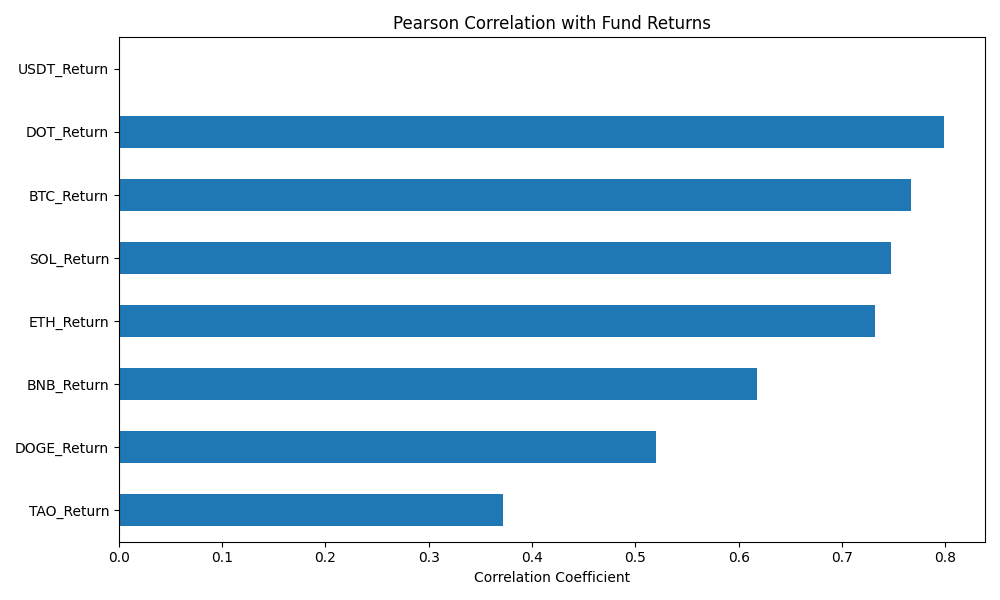 Pearson Correlation with Fund Returns
USDT_Return
DOT_Return
BTC_Return
SOL_Return
ETH_Return
BNB_Return
DOGE_Return
TAO_Return
0.0 0.1 0.2 0.3 0.4 0.5 0.6 0.7 0.8
Correlation Coefficient